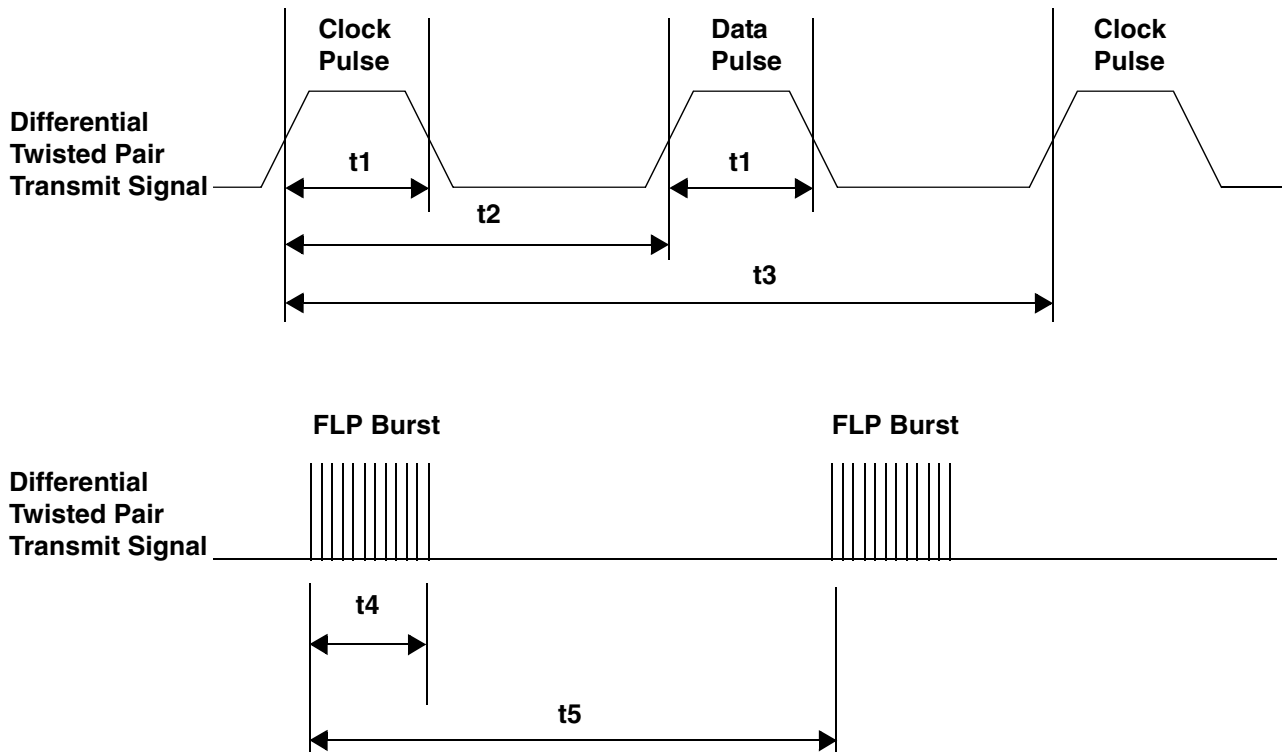 Clock
Pulse
Data
Pulse
Clock
Pulse
Differential
Twisted Pair
Transmit Signal
t1
t1
t2
t3
FLP Burst
FLP Burst
Differential
Twisted Pair
Transmit Signal
t4
t5